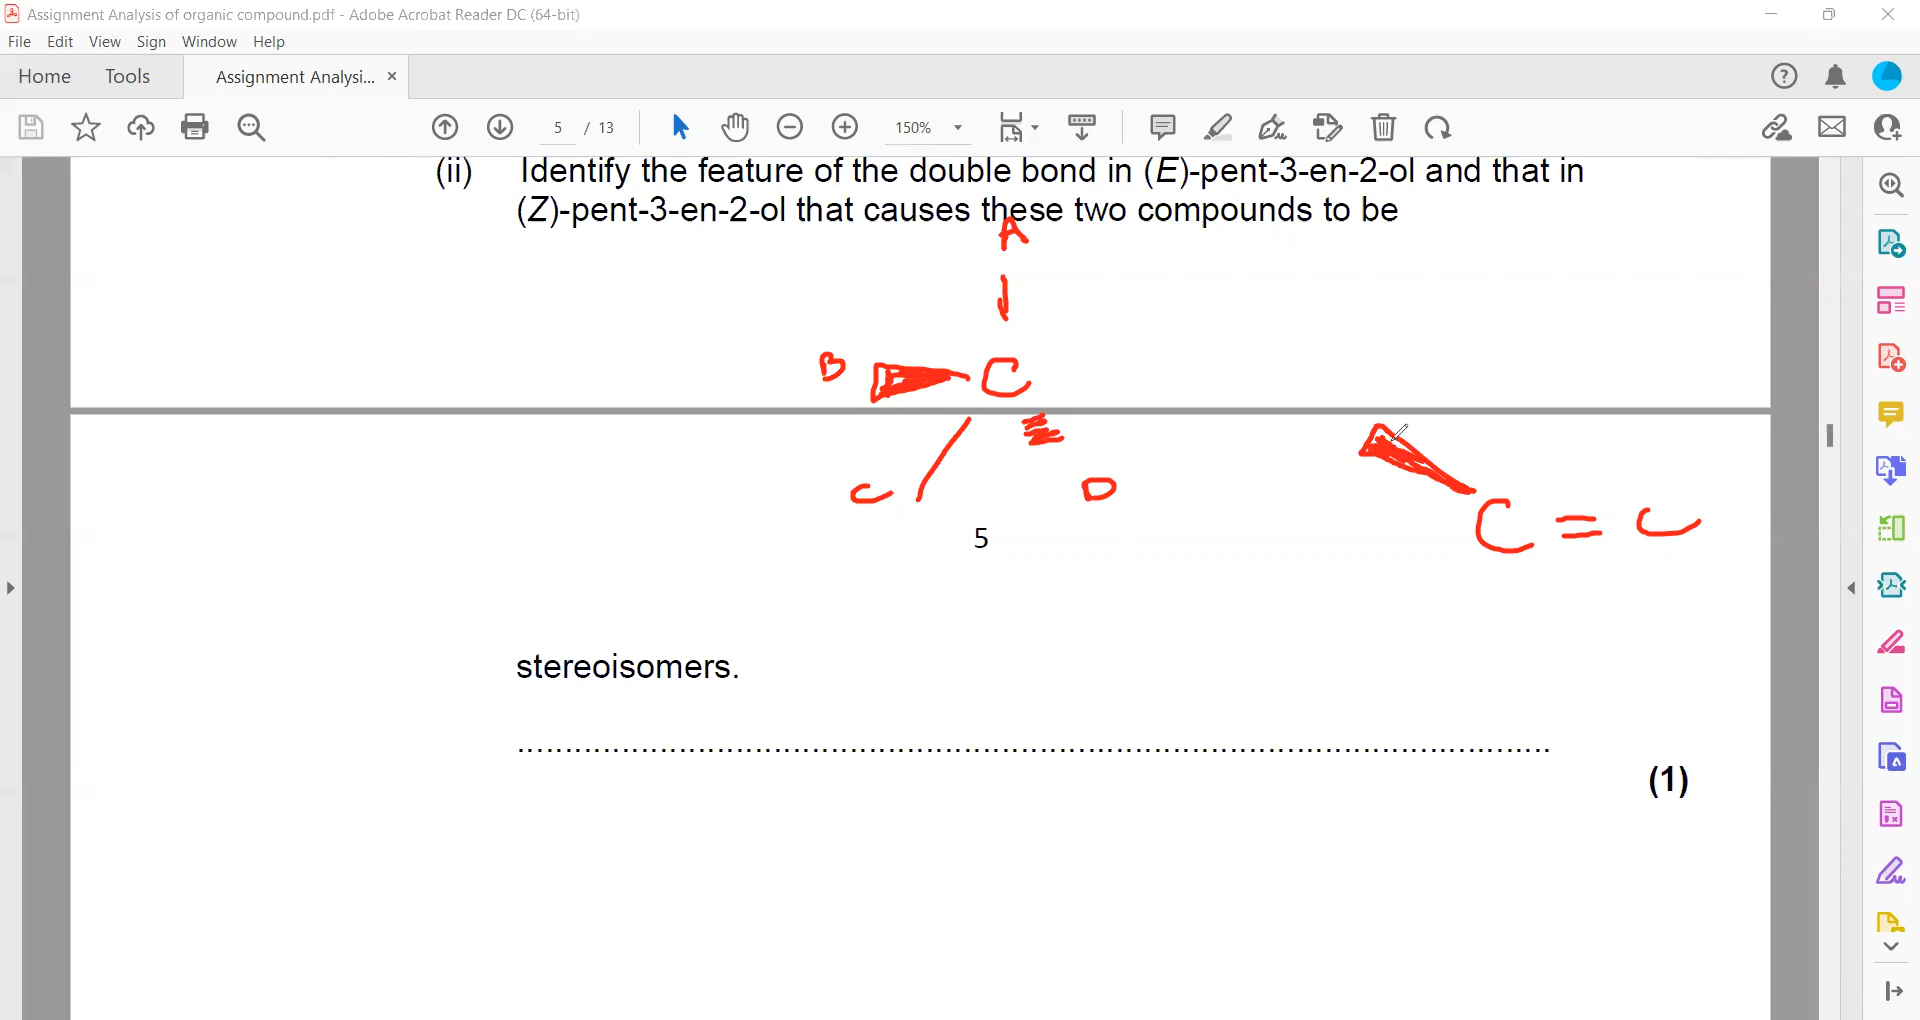 Assignment Analysis of organic compound.pdf - Adobe Acrobat Reader DC (64-bit)
File Edit View Sign Window Help
Home Tools Assignment Analysi... ×
5 / 13 150%
(ii) Identify the feature of the double bond in (E)-pent-3-en-2-ol and that in
(Z)-pent-3-en-2-ol that causes these two compounds to be
A
B C
C D
C = C
5
stereoisomers.
........................................................................................................
(1)